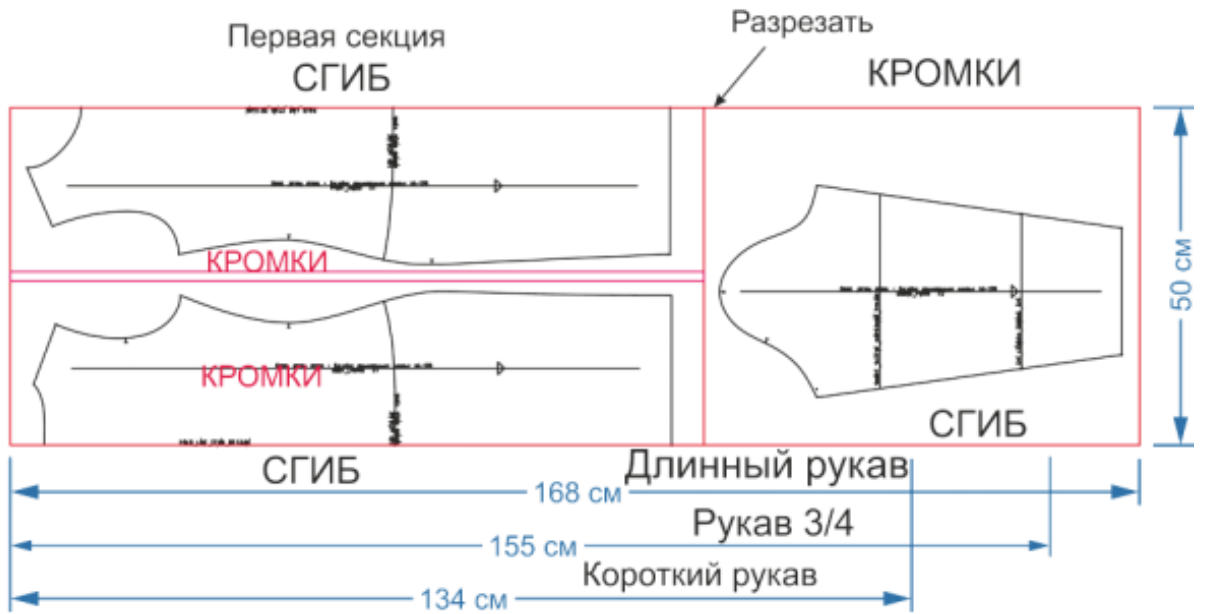 Первая секция
СГИБ
Разрезать
КРОМКИ
КРОМКИ
50 см
КРОМКИ
СГИБ
СГИБ
Длинный рукав
168 см
Рукав 3/4
155 см
Короткий рукав
134 см